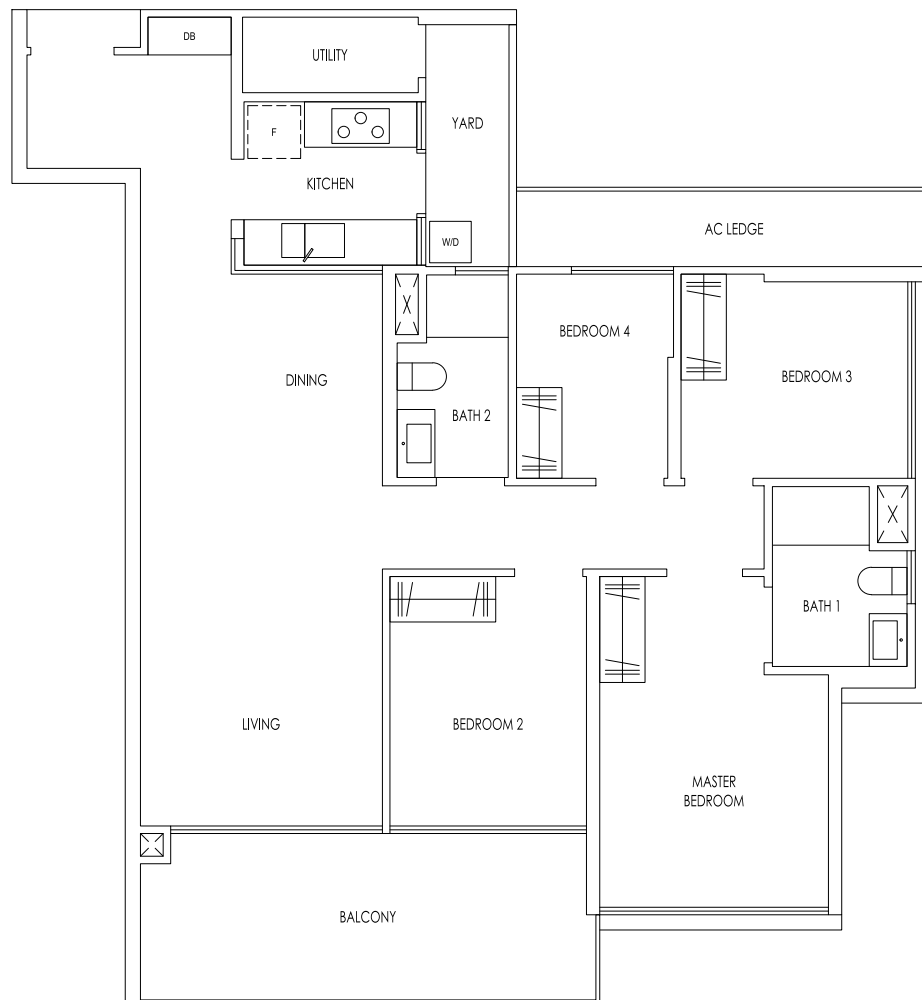 DB
UTILITY
F
YARD
KITCHEN
W/D
AC LEDGE
BEDROOM 4
DINING
BEDROOM 3
BATH 2
BATH 1
LIVING
BEDROOM 2
MASTER
BEDROOM
BALCONY